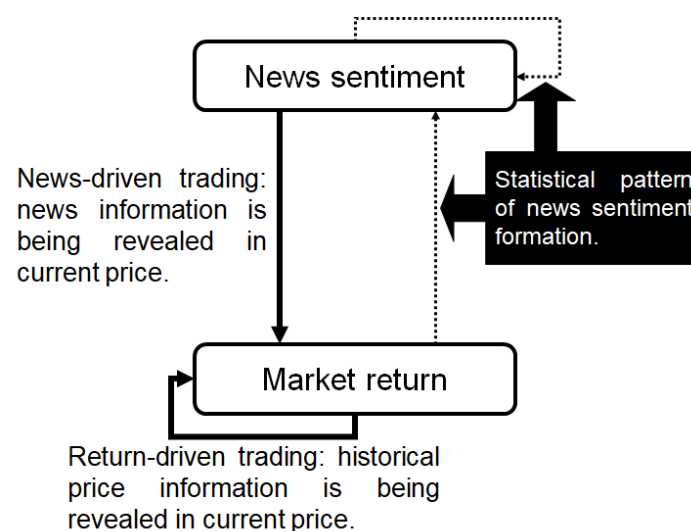 News sentiment
News-driven trading:
news information is
being revealed in
current price.
Statistical pattern
of news sentiment
formation.
Market return
Return-driven trading: historical
price information is being
revealed in current price.